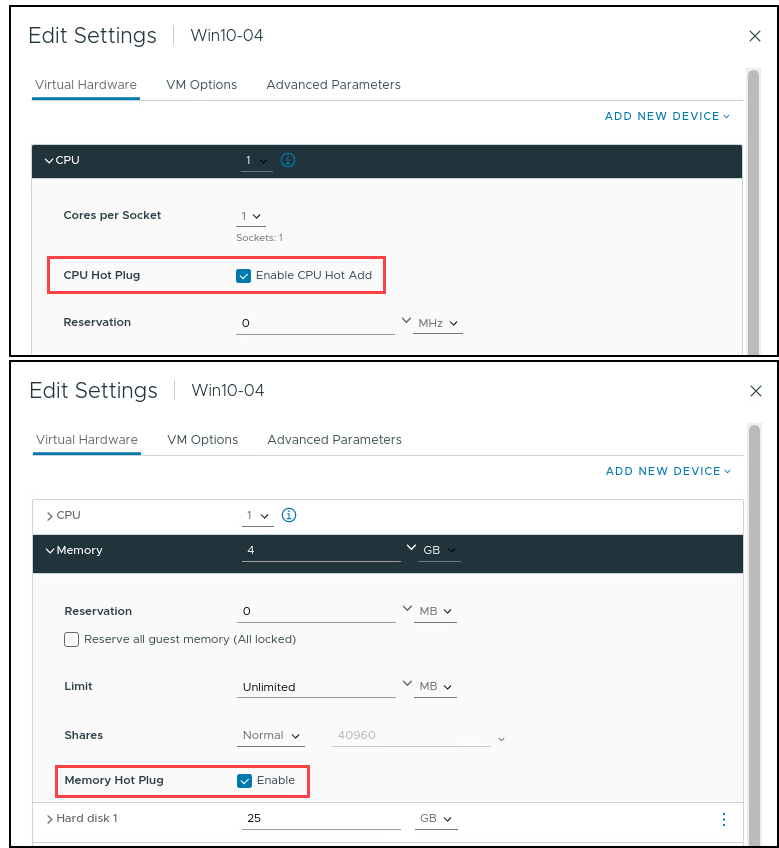 Edit Settings | Win10-04
Virtual Hardware VM Options Advanced Parameters
ADD NEW DEVICE
CPU 1
Cores per Socket 1
Sockets: 1
CPU Hot Plug Enable CPU Hot Add
Reservation 0 MHz
Edit Settings | Win10-04
Virtual Hardware VM Options Advanced Parameters
ADD NEW DEVICE
CPU 1
Memory 4 GB
Reservation 0 MB
Reserve all guest memory (All locked)
Limit Unlimited MB
Shares Normal 40960
Memory Hot Plug Enable
Hard disk 1 25 GB